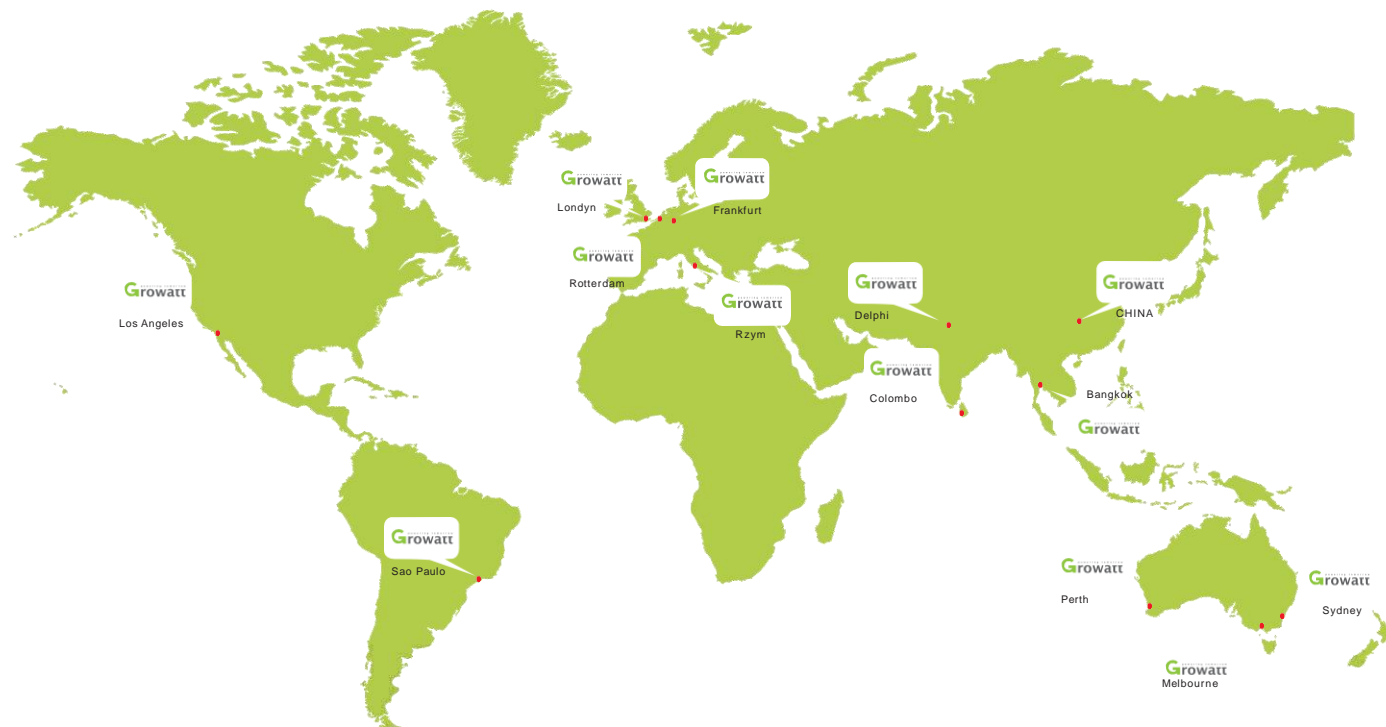 Growatt
Londyn
Growatt
Frankfurt
Growatt
Rotterdam
Growatt
Rzym
Growatt
Los Angeles
Growatt
Delphi
Growatt
CHINA
Growatt
Colombo
Bangkok
Growatt
Growatt
Sao Paulo
Growatt
Perth
Growatt
Sydney
Growatt
Melbourne